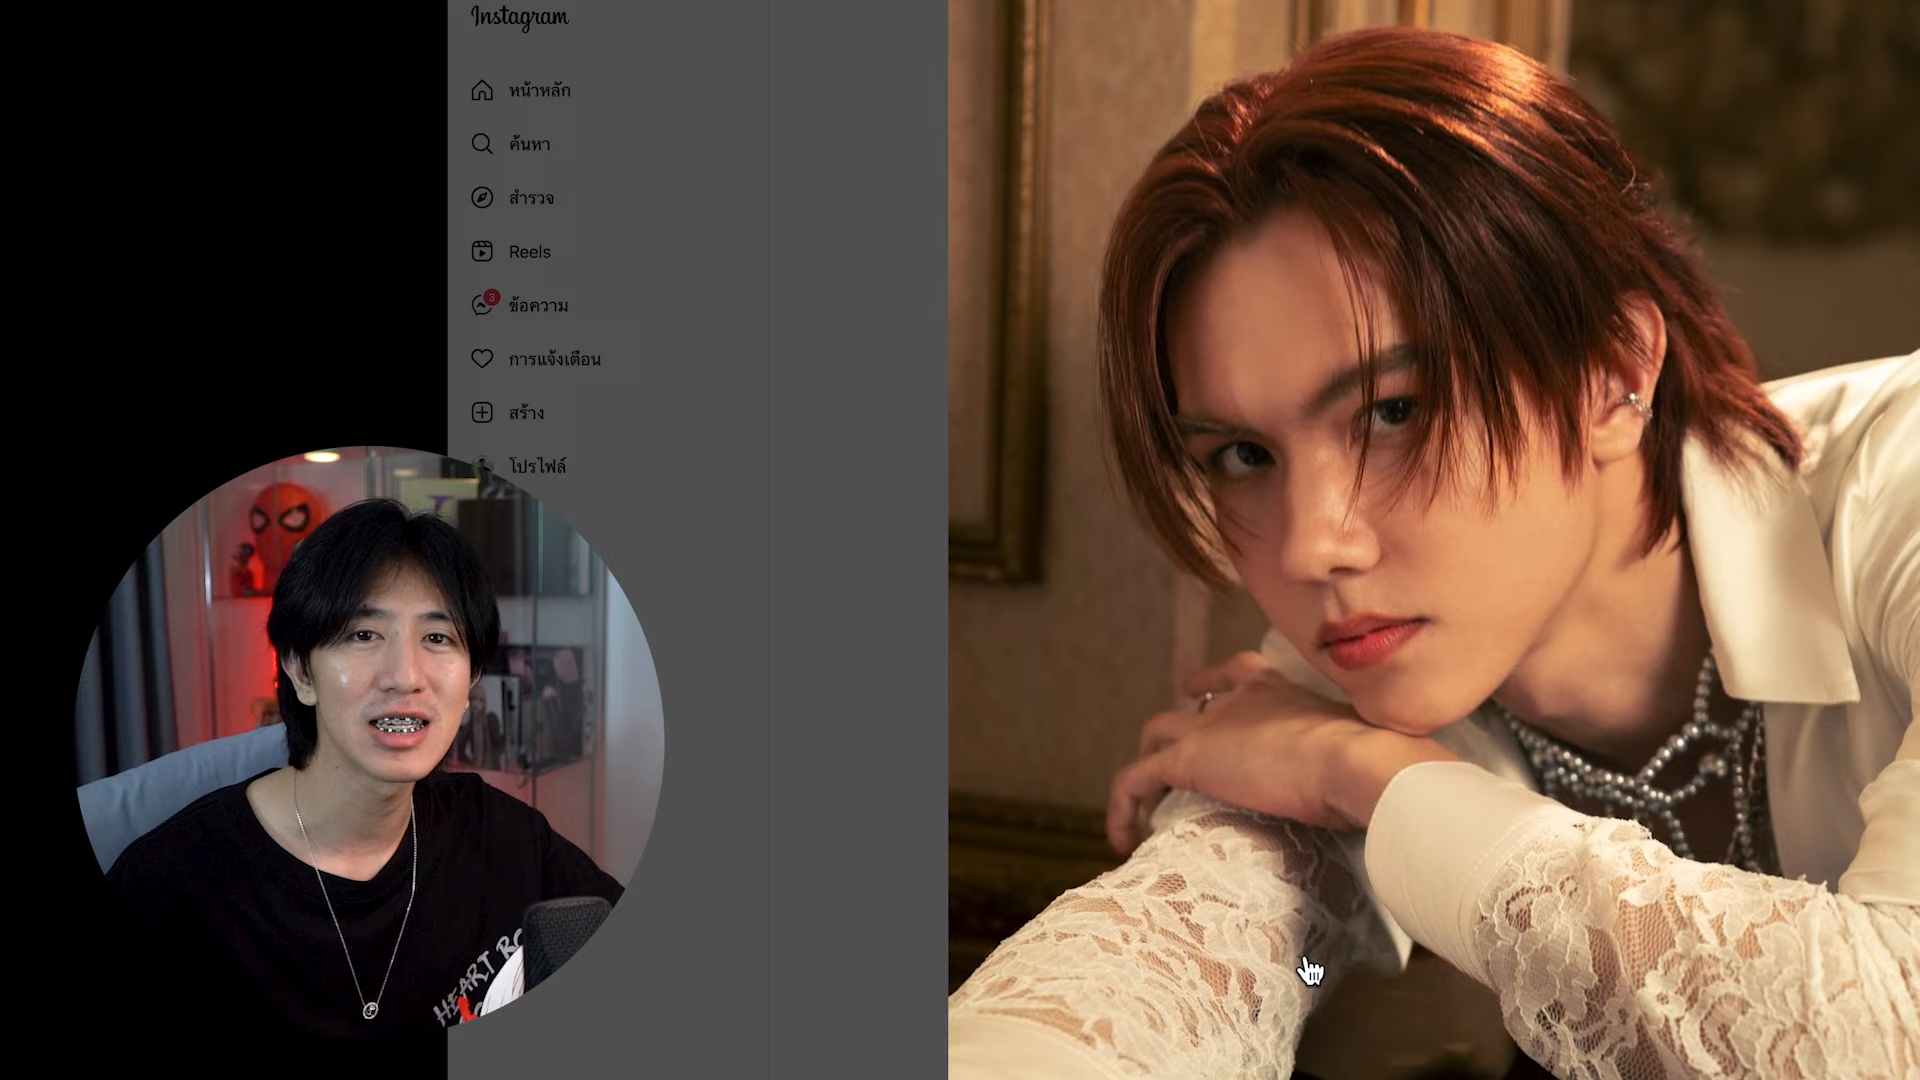 Instagram
หน้าหลัก
ค้นหา
สำรวจ
Reels
3
ข้อความ
การแจ้งเตือน
สร้าง
โปรไฟล์
HEART